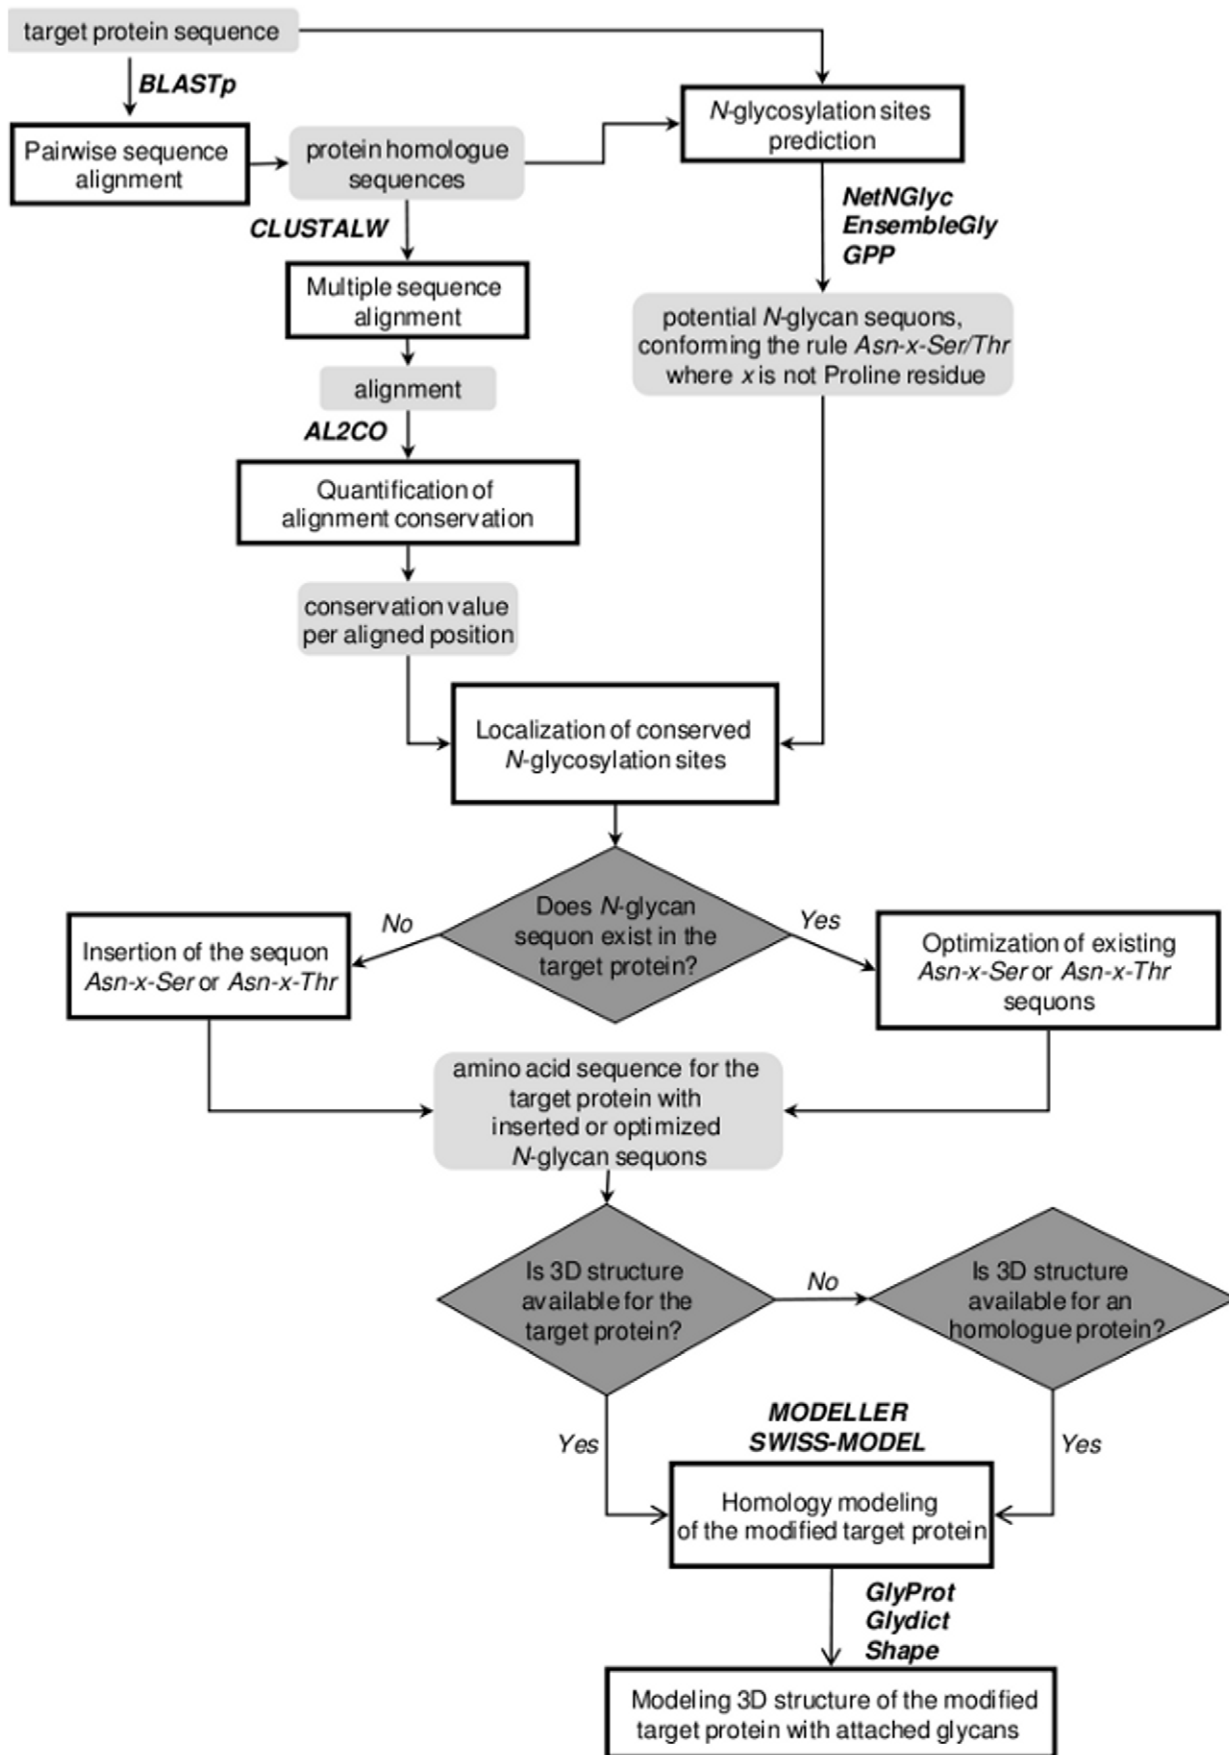 target protein sequence
BLASTp
Pairwise sequence
alignment
protein homologue
sequences
N-glycosylation sites
prediction
CLUSTALW
NetNGlyc
EnsembleGly
GPP
Multiple sequence
alignment
potential N-glycan sequons,
conforming the rule Asn-x-Ser/Thr
where x is not Proline residue
alignment
AL2CO
Quantification of
alignment conservation
conservation value
per aligned position
Localization of conserved
N-glycosylation sites
Does N-glycan
sequon exist in the
target protein?
No
Yes
Insertion of the sequon
Asn-x-Ser or Asn-x-Thr
Optimization of existing
Asn-x-Ser or Asn-x-Thr
sequons
amino acid sequence for the
target protein with
inserted or optimized
N-glycan sequons
Is 3D structure
available for the
target protein?
No
Is 3D structure
available for an
homologue protein?
Yes
MODELLER
SWISS-MODEL
Yes
Homology modeling
of the modified target protein
GlyProt
Glydict
Shape
Modeling 3D structure of the modified
target protein with attached glycans